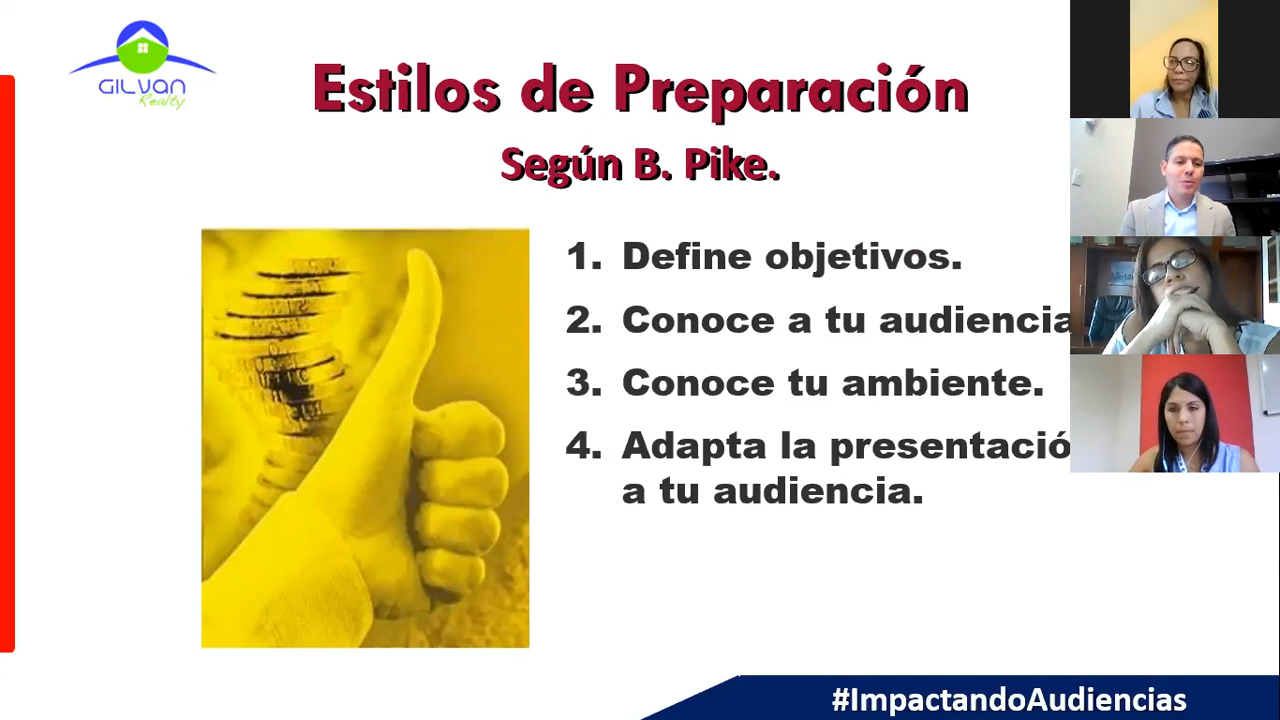 GILVAN
Realty
Estilos de Preparación
Según B. Pike.
1. Define objetivos.
2. Conoce a tu audiencia
3. Conoce tu ambiente.
4. Adapta la presentació
a tu audiencia.
#ImpactandoAudiencias